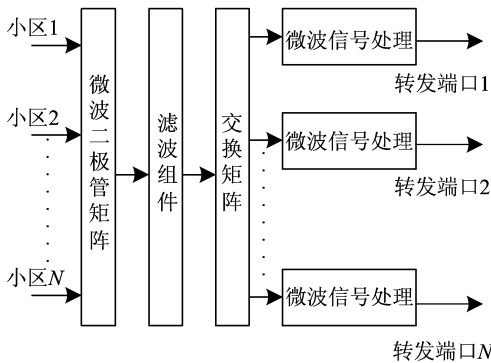 小区1
小区2
小区N
微波二极管矩阵
滤波组件
交换矩阵
微波信号处理
转发端口1
微波信号处理
转发端口2
微波信号处理
转发端口N